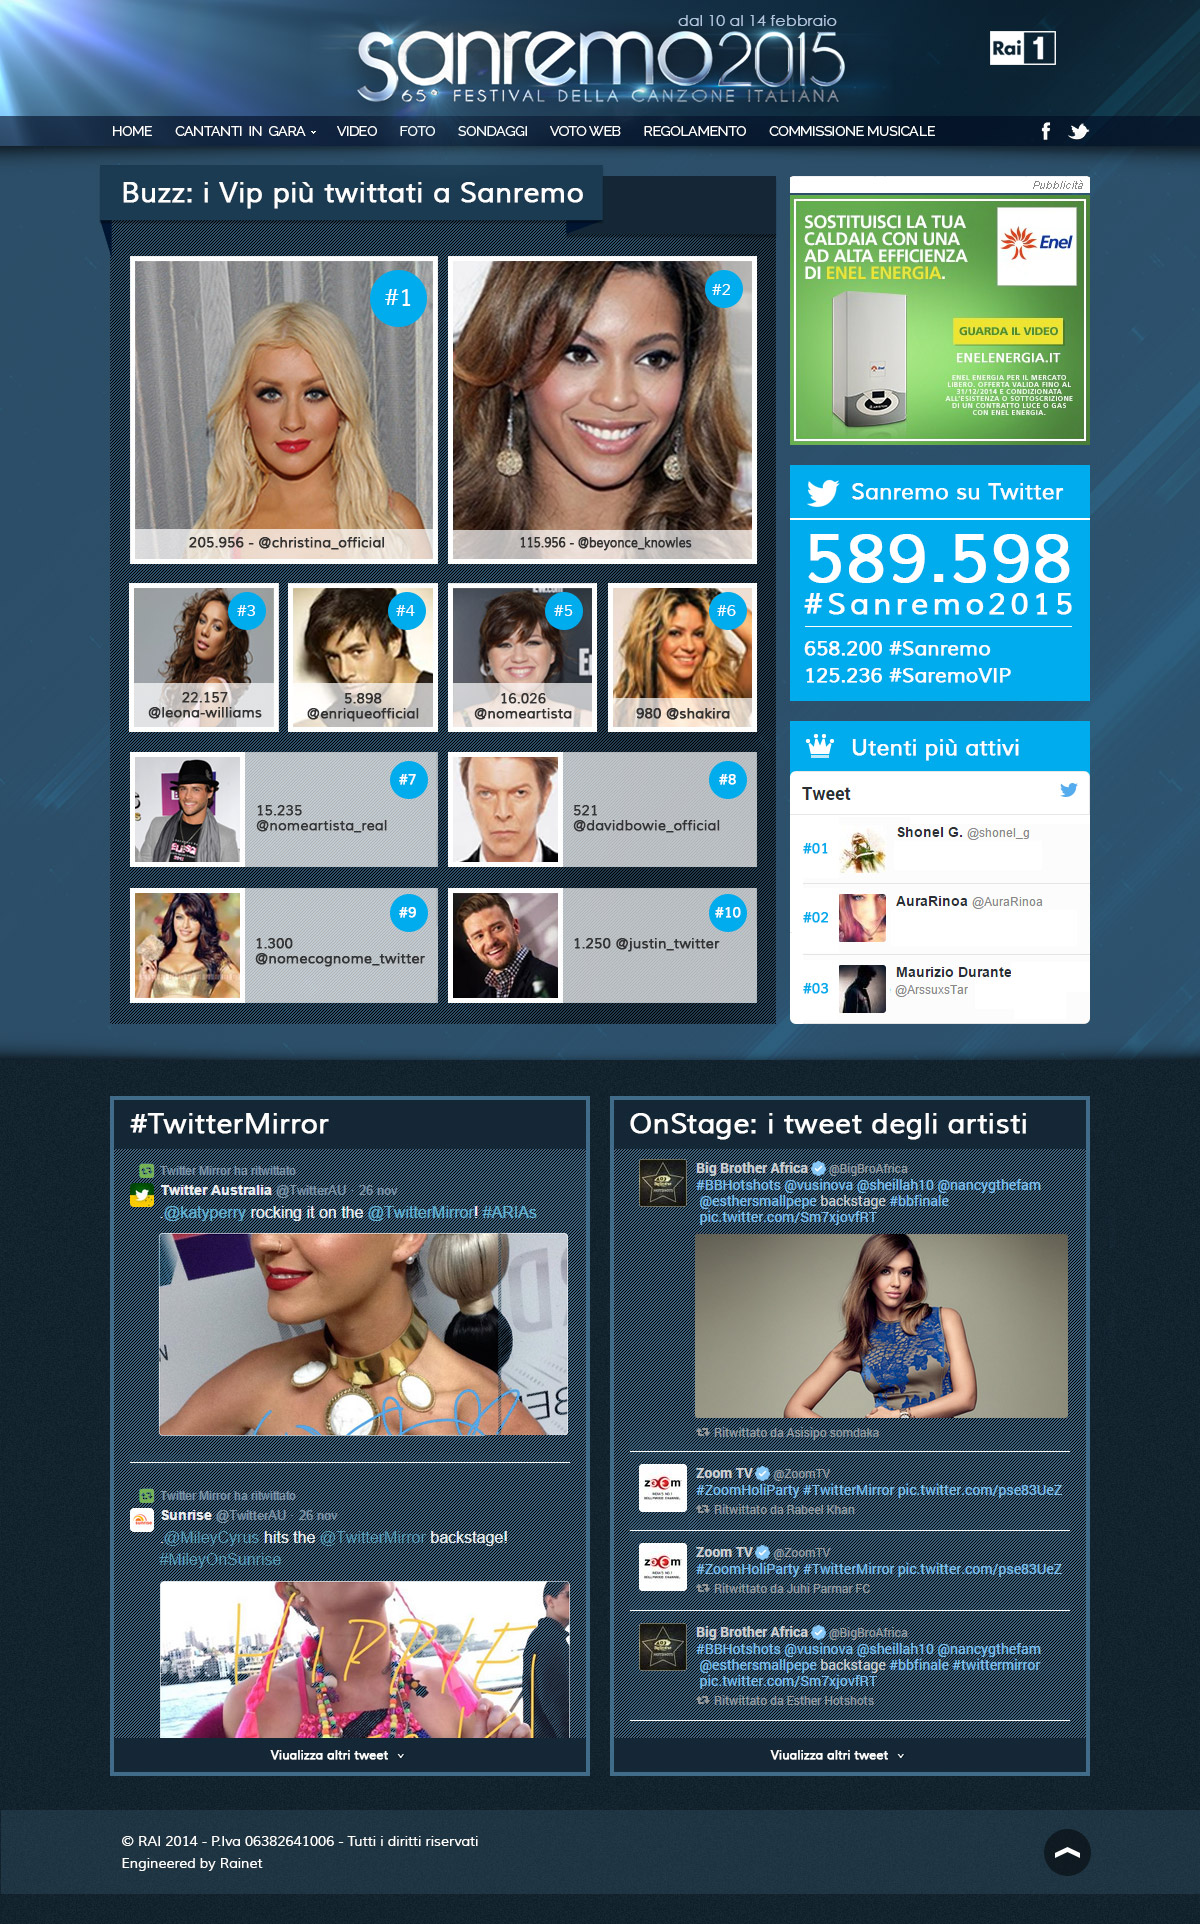 dal 10 al 14 febbraio
sanremo2015
65° FESTIVAL DELLA CANZONE ITALIANA
Rai 1
HOME CANTANTI IN GARA VIDEO FOTO SONDAGGI VOTO WEB REGOLAMENTO COMMISSIONE MUSICALE
Buzz: i Vip più twittati a Sanremo
#1
205.956 - @christina_official
#2
115.956 - @beyonce_knowles
#3
22.157
@leona-williams
#4
5.898
@enriqueofficial
#5
16.026
@nomeartista
#6
980 @shakira
#7
15.235
@nomeartista_real
#8
521
@davidbowie_official
#9
1.300
@nomecognome_twitter
#10
1.250 @justin_twitter
Pubblicità
SOSTITUISCI LA TUA
CALDAIA CON UNA
AD ALTA EFFICIENZA
DI ENEL ENERGIA.
Enel
GUARDA IL VIDEO
ENELENERGIA.IT
ENEL ENERGIA PER IL MERCATO
LIBERO. OFFERTA VALIDA FINO AL
31/12/2014 E CONDIZIONATA
ALL'ESISTENZA O SOTTOSCRIZIONE
DI UN CONTRATTO LUCE O GAS
CON ENEL ENERGIA.
Sanremo su Twitter
589.598
#Sanremo2015
658.200 #Sanremo
125.236 #SaremoVIP
Utenti più attivi
Tweet
#01 Shonel G. @shonel_g
#02 AuraRinoa @AuraRinoa
#03 Maurizio Durante
@ArssuxsTar
#TwitterMirror
Twitter Mirror ha ritwittato
Twitter Australia @TwitterAU · 26 nov
.@katyperry rocking it on the @TwitterMirror! #ARIAs
Twitter Mirror ha ritwittato
Sunrise @TwitterAU · 26 nov
.@MileyCyrus hits the @TwitterMirror backstage!
#MileyOnSunrise
HIPPIE
Viualizza altri tweet
OnStage: i tweet degli artisti
Big Brother Africa @BigBroAfrica
#BBHotshots @vusinova @sheillah10 @nancygthefam
@esthersmallpepe backstage #bbfinale
pic.twitter.com/Sm7xjovfRT
Ritwittato da Asisipo somdaka
zoom
Zoom TV @ZoomTV
#ZoomHoliParty #TwitterMirror pic.twitter.com/pse83UeZ
Ritwittato da Rabeel Khan
zoom
Zoom TV @ZoomTV
#ZoomHoliParty #TwitterMirror pic.twitter.com/pse83UeZ
Ritwittato da Juhi Parmar FC
Big Brother Africa @BigBroAfrica
#BBHotshots @vusinova @sheillah10 @nancygthefam
@esthersmallpepe backstage #bbfinale #twittermirror
pic.twitter.com/Sm7xjovfRT
Ritwittato da Esther Hotshots
Viualizza altri tweet
© RAI 2014 - P.Iva 06382641006 - Tutti i diritti riservati
Engineered by Rainet